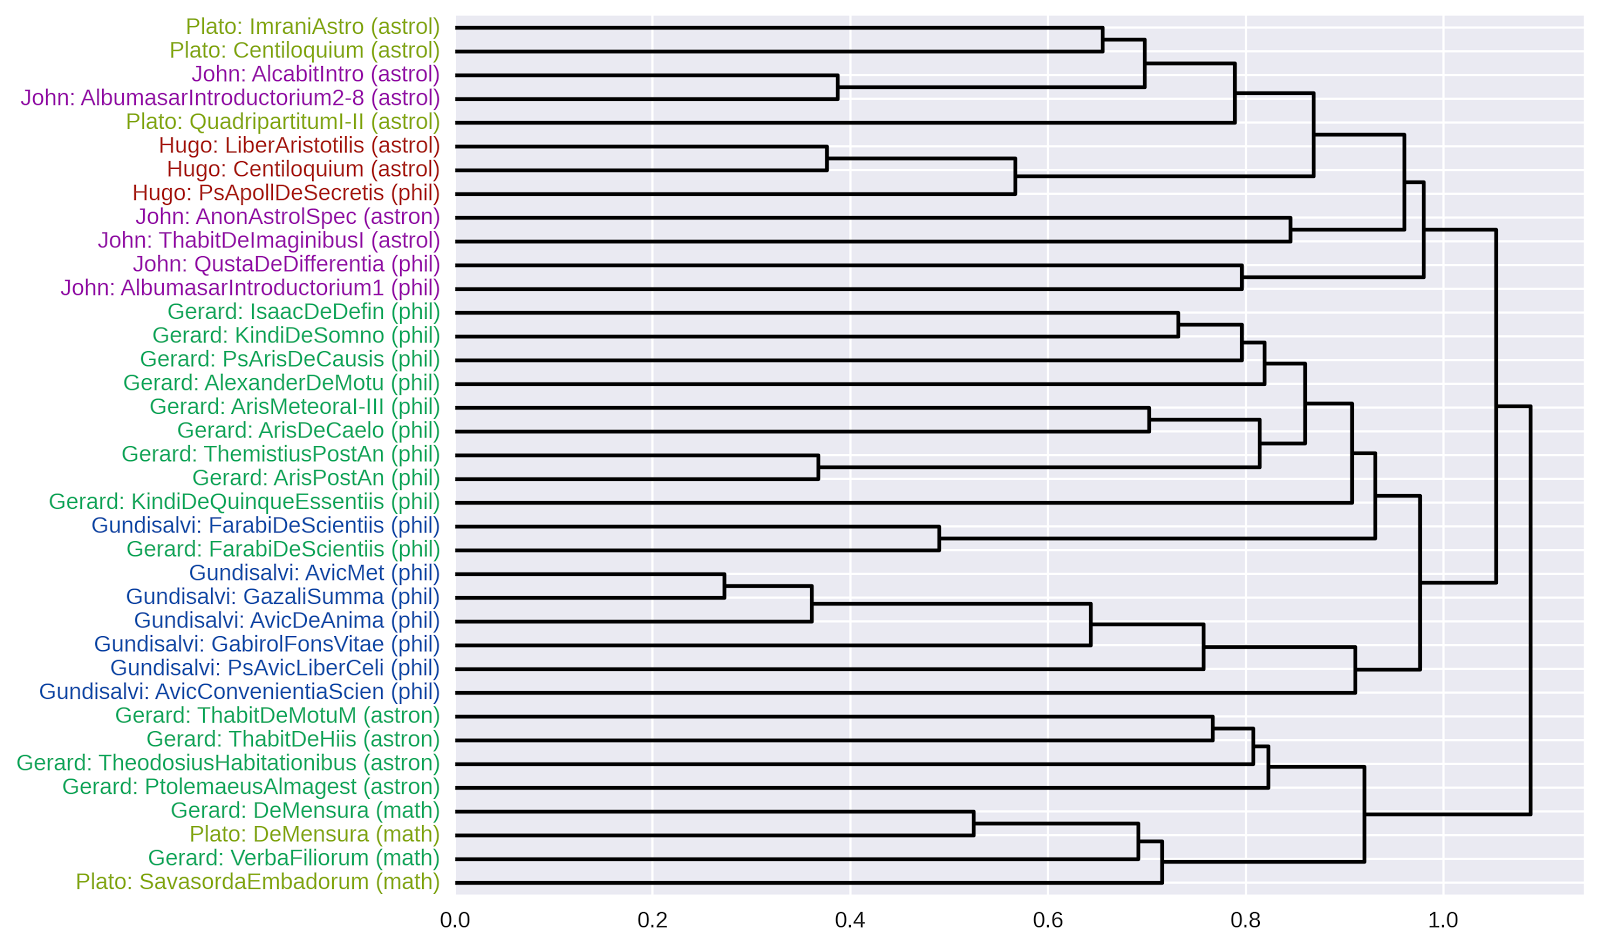 Plato: ImraniAstro (astrol)
Plato: Centiloquium (astrol)
John: AlcabitIntro (astrol)
John: AlbumasarIntroductorium2-8 (astrol)
Plato: QuadripartitumI-II (astrol)
Hugo: LiberAristotilis (astrol)
Hugo: Centiloquium (astrol)
Hugo: PsApollDeSecretis (phil)
John: AnonAstrolSpec (astron)
John: ThabitDeImaginibusI (astrol)
John: QustaDeDifferentia (phil)
John: AlbumasarIntroductorium1 (phil)
Gerard: IsaacDeDefin (phil)
Gerard: KindiDeSomno (phil)
Gerard: PsArisDeCausis (phil)
Gerard: AlexanderDeMotu (phil)
Gerard: ArisMeteoraI-III (phil)
Gerard: ArisDeCaelo (phil)
Gerard: ThemistiusPostAn (phil)
Gerard: ArisPostAn (phil)
Gerard: KindiDeQuinqueEssentiis (phil)
Gundisalvi: FarabiDeScientiis (phil)
Gerard: FarabiDeScientiis (phil)
Gundisalvi: AvicMet (phil)
Gundisalvi: GazaliSumma (phil)
Gundisalvi: AvicDeAnima (phil)
Gundisalvi: GabirolFonsVitae (phil)
Gundisalvi: PsAvicLiberCeli (phil)
Gundisalvi: AvicConvenientiaScien (phil)
Gerard: ThabitDeMotuM (astron)
Gerard: ThabitDeHiis (astron)
Gerard: TheodosiusHabitationibus (astron)
Gerard: PtolemaeusAlmagest (astron)
Gerard: DeMensura (math)
Plato: DeMensura (math)
Gerard: VerbaFiliorum (math)
Plato: SavasordaEmbadorum (math)
0.0 0.2 0.4 0.6 0.8 1.0